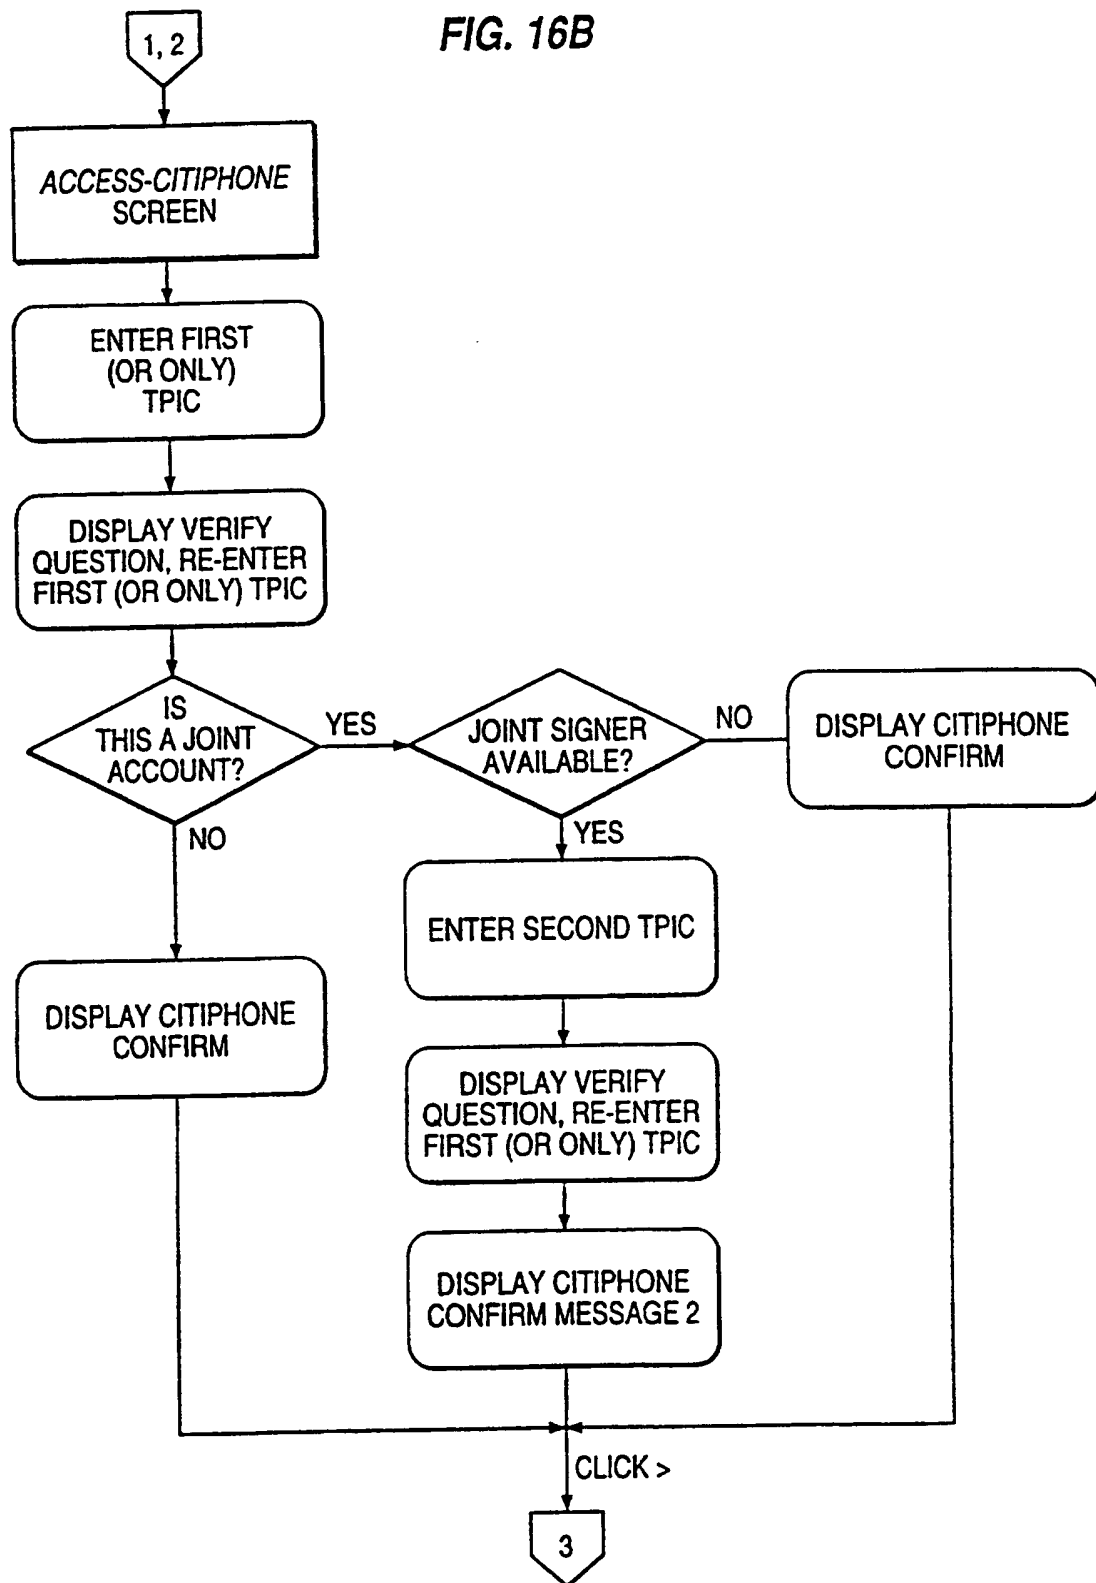 FIG. 16B
1, 2
ACCESS-CITIPHONE
SCREEN
ENTER FIRST
(OR ONLY)
TPIC
DISPLAY VERIFY
QUESTION, RE-ENTER
FIRST (OR ONLY) TPIC
IS
THIS A JOINT
ACCOUNT?
YES
JOINT SIGNER
AVAILABLE?
NO
DISPLAY CITIPHONE
CONFIRM
NO
YES
ENTER SECOND TPIC
DISPLAY CITIPHONE
CONFIRM
DISPLAY VERIFY
QUESTION, RE-ENTER
FIRST (OR ONLY) TPIC
DISPLAY CITIPHONE
CONFIRM MESSAGE 2
CLICK >
3